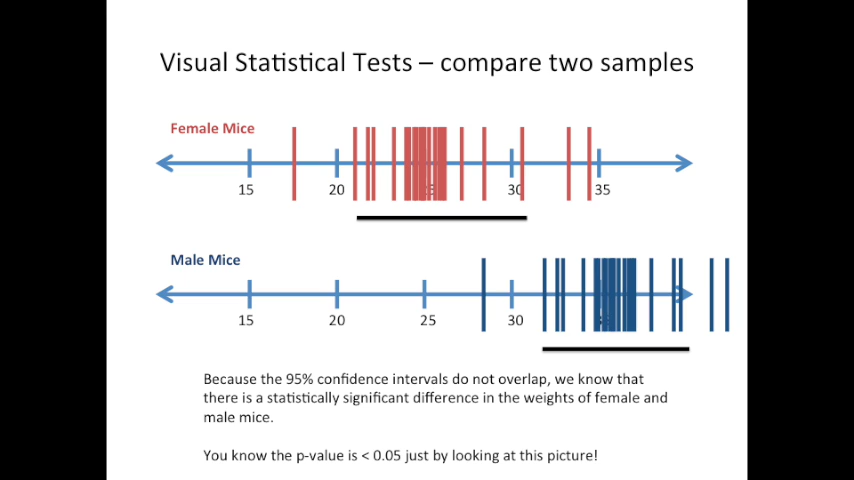 Visual Statistical Tests – compare two samples
Female Mice
15 20 30 35
Male Mice
15 20 25 30
Because the 95% confidence intervals do not overlap, we know that
there is a statistically significant difference in the weights of female and
male mice.
You know the p-value is < 0.05 just by looking at this picture!